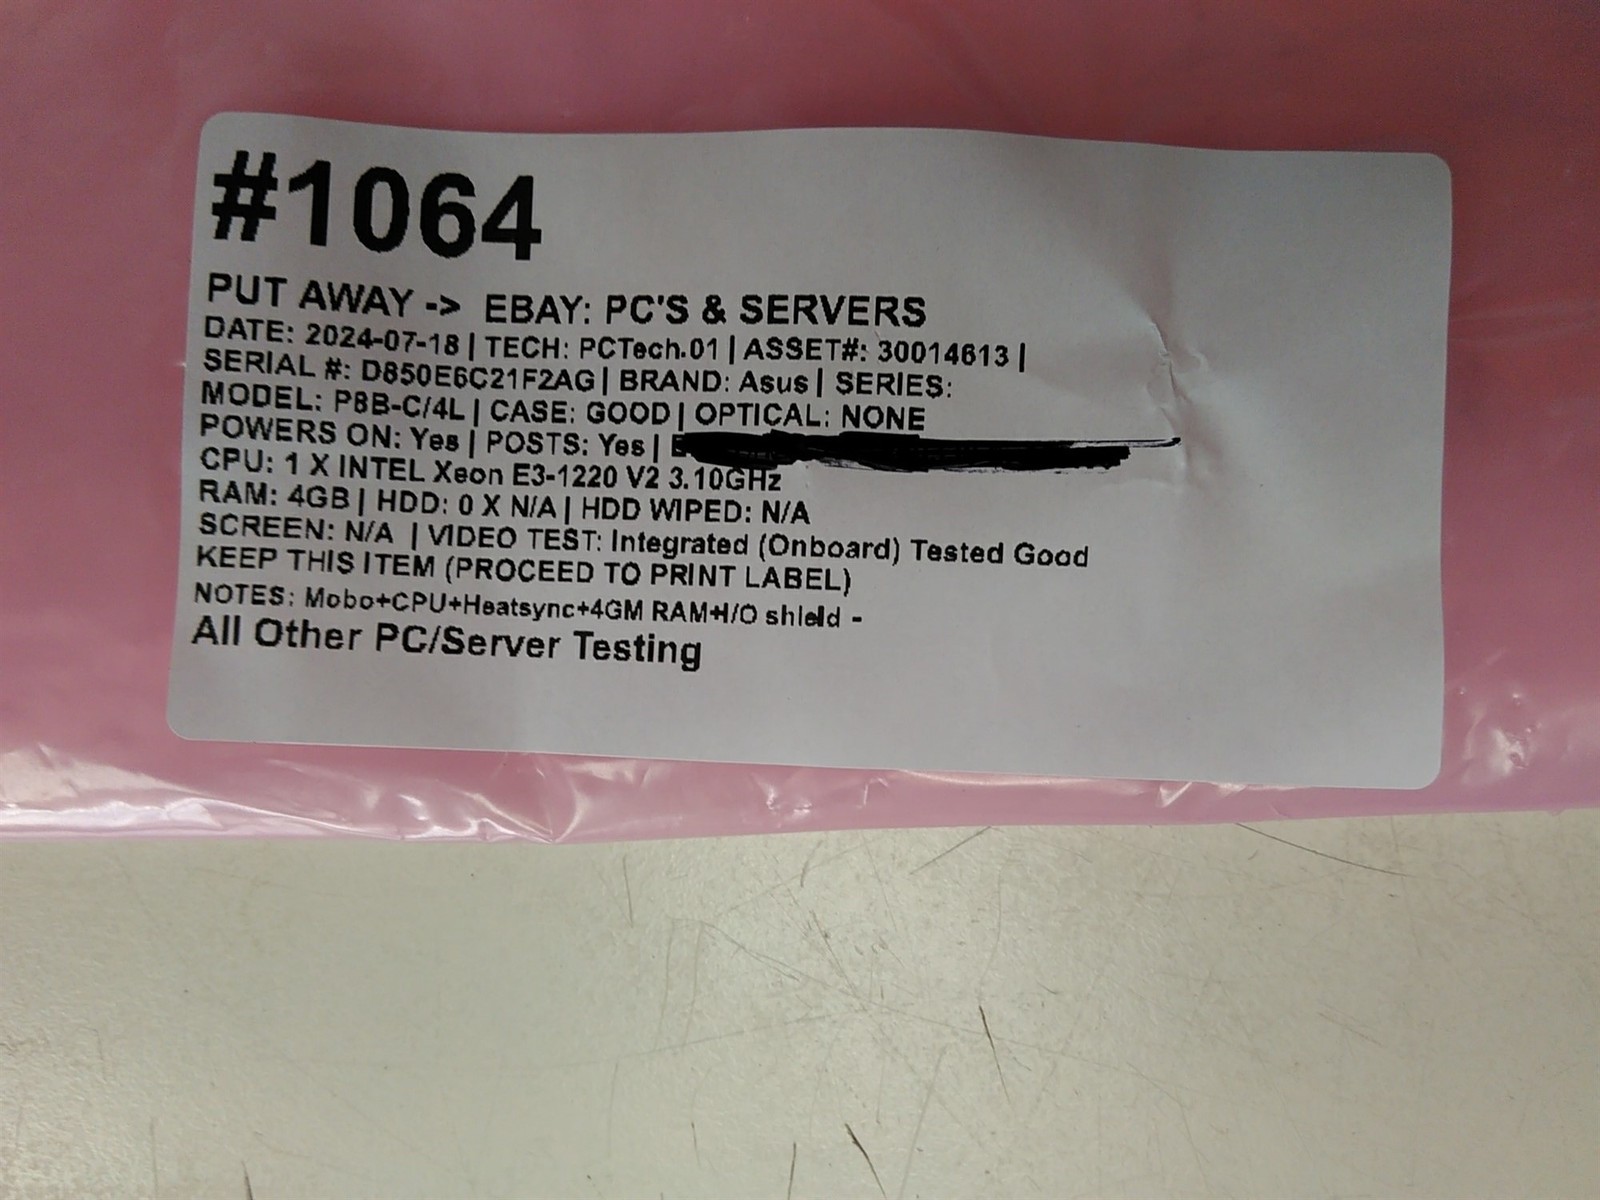 #1064
PUT AWAY -> EBAY: PC'S & SERVERS
DATE: 2024-07-18 | TECH: PCTech.01 | ASSET#: 30014613 |
SERIAL #: D850E6C21F2AG | BRAND: Asus | SERIES:
MODEL: P8B-C/4L | CASE: GOOD | OPTICAL: NONE
POWERS ON: Yes | POSTS: Yes |
CPU: 1 X INTEL Xeon E3-1220 V2 3.10GHz
RAM: 4GB | HDD: 0 X N/A | HDD WIPED: N/A
SCREEN: N/A | VIDEO TEST: Integrated (Onboard) Tested Good
KEEP THIS ITEM (PROCEED TO PRINT LABEL)
NOTES: Mobo+CPU+Heatsync+4GM RAM+I/O shield -
All Other PC/Server Testing